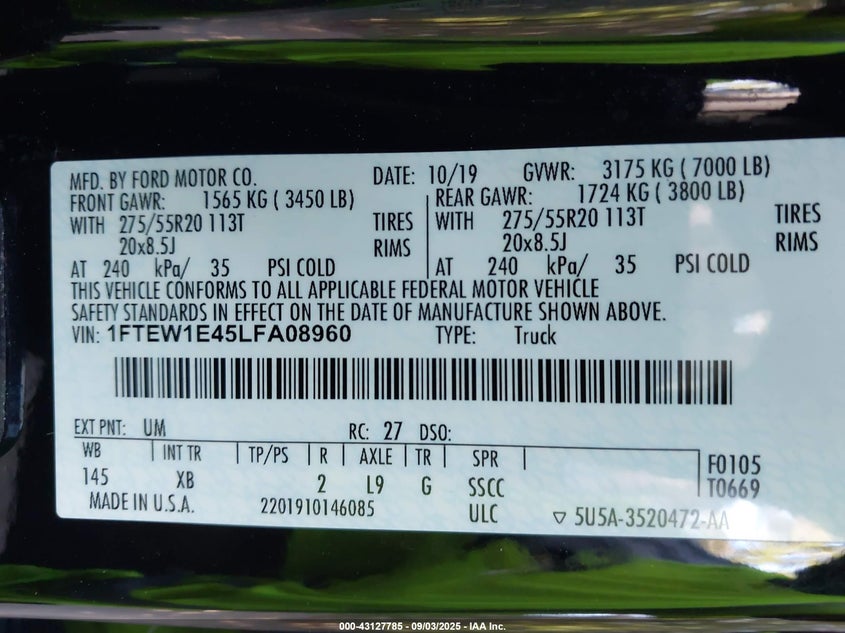 MFD. BY FORD MOTOR CO. DATE: 10/19 GVWR: 3175 KG ( 7000 LB)
FRONT GAWR: 1565 KG ( 3450 LB) REAR GAWR: 1724 KG ( 3800 LB)
WITH 275/55R20 113T TIRES WITH 275/55R20 113T TIRES
20x8.5J RIMS 20x8.5J RIMS
AT 240 kPa/ 35 PSI COLD AT 240 kPa/ 35 PSI COLD
THIS VEHICLE CONFORMS TO ALL APPLICABLE FEDERAL MOTOR VEHICLE
SAFETY STANDARDS IN EFFECT ON THE DATE OF MANUFACTURE SHOWN ABOVE.
VIN: 1FTEW1E45LFA08960 TYPE: Truck
EXT PNT: UM RC: 27 DSO:
WB INT TR TP/PS R AXLE TR SPR F0105
145 XB 2 L9 G SSCC T0669
MADE IN U.S.A. 2201910146085 ULC ▽ 5U5A-3520472-AA
000-43127785 - 09/03/2025 - IAA Inc.